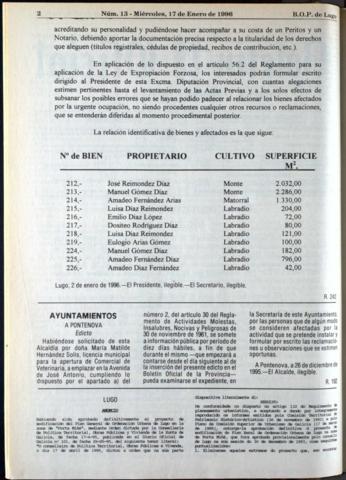 2 Núm. 13 - Miércoles, 17 de Enero de 1996 B.O.P. de Lugo
acreditando su personalidad y pudiéndose hacer acompañar a su costa de un Peritos y un
Notario, debiendo aportar la documentación precisa respecto a la titularidad de los derechos
que aleguen (títulos registrales, cédulas de propiedad, recibos de contribución, etc.).
En aplicación de lo dispuesto en el artículo 56.2 del Reglamento para su
aplicación de la Ley de Expropiación Forzosa, los interesados podrán formular escrito
dirigido al Presidente de esta Excma. Diputación Provincial, con cuantas alegaciones
estimen pertinentes hasta el levantamiento de las Actas Previas y a los solos efectos de
subsanar los posibles errores que se hayan podido padecer al relacionar los bienes afectados
por la urgente ocupación, no siendo procedentes cualquier otros recursos o reclamaciones,
que se entenderán diferidas al momento procedimental posterior.
La relación identificativa de bienes y afectados es la que sigue:
Nº de BIEN PROPIETARIO CULTIVO SUPERFICIE
M².
212,- José Reimondez Díaz Monte 2.032,00
213,- Manuel Gómez Díaz Monte 2.286,00
214,- Amadeo Fernández Arias Matorral 1.330,00
215,- Luisa Díaz Reimondez Labradío 204,00
216,- Emilio Díaz López Labradío 72,00
217,- Dositeo Rodríguez Díaz Labradío 80,00
218,- Luisa Díaz Reimondez Labradío 121,00
219,- Eulogio Arias Gómez Labradío 100,00
224,- Manuel Gómez Díaz Labradío 182,00
225,- Amadeo Fernández Díaz Labradío 796,00
226,- Amadeo Díaz Fernández Labradío 42,00
Lugo, 2 de enero de 1996.—El Presidente, ilegible.—El Secretario, ilegible.
R. 242
AYUNTAMIENTOS
A PONTENOVA
Edicto
Habiéndose solicitado de esta
Alcaldía por doña María Matilde
Hernández Solís, licencia municipal
para la apertura de Comercial de
Veterinaria, a emplazar en la Avenida
de José Antonio, cumpliendo lo
dispuesto por el apartado a) del
número 2, del artículo 30 del Regla-
mento de Actividades Molestas,
Insalubres, Nocivas y Peligrosas de
30 de noviembre de 1961, se somete
a información pública por período de
diez días hábiles, a fin de que
durante el mismo —que empezará a
contarse desde el día siguiente al de
la inserción del presente edicto en el
Boletín Oficial de la Provincia—
pueda examinarse el expediente, en
la Secretaría de este Ayuntamiento,
por las personas que de algún modo
se consideren afectadas por la
actividad que se pretende instalar y
formular por escrito las reclamacio-
nes u observaciones que se estimen
oportunas.
A Pontenova, a 26 de diciembre de
1995.—El Alcalde, ilegible.
LUGO
ANUNCIO